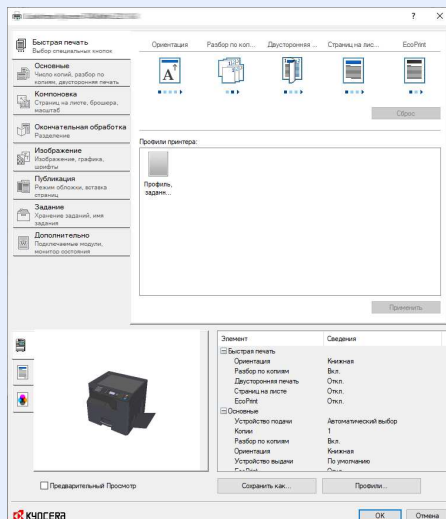 ? ×
Быстрая печать
Выбор специальных кнопок
Основные
Число копий, разбор по
копиям, двусторонняя печать
Компоновка
Страниц на листе, брошюра,
масштаб
Окончательная обработка
Разделение
Изображение
Изображение, графика,
шрифты
Публикация
Режим обложки, вставка
страниц
Задание
Хранение заданий, имя
задания
Дополнительно
Подключаемые модули,
монитор состояния
Ориентация Разбор по коп... Двусторонняя ... Страниц на лис... EcoPrint
A
Сброс
Профили принтера:
Профиль,
заданн...
Применить
Элемент Сведения
Быстрая печать
Ориентация Книжная
Разбор по копиям Вкл.
Двусторонняя печать Откл.
Страниц на листе Откл.
EcoPrint Откл.
Основные
Устройство подачи Автоматический выбор
Копии 1
Разбор по копиям Вкл.
Ориентация Книжная
Устройство выдачи По умолчанию
Предварительный Просмотр
Сохранить как... Профили...
KYOCERA
OK Отмена